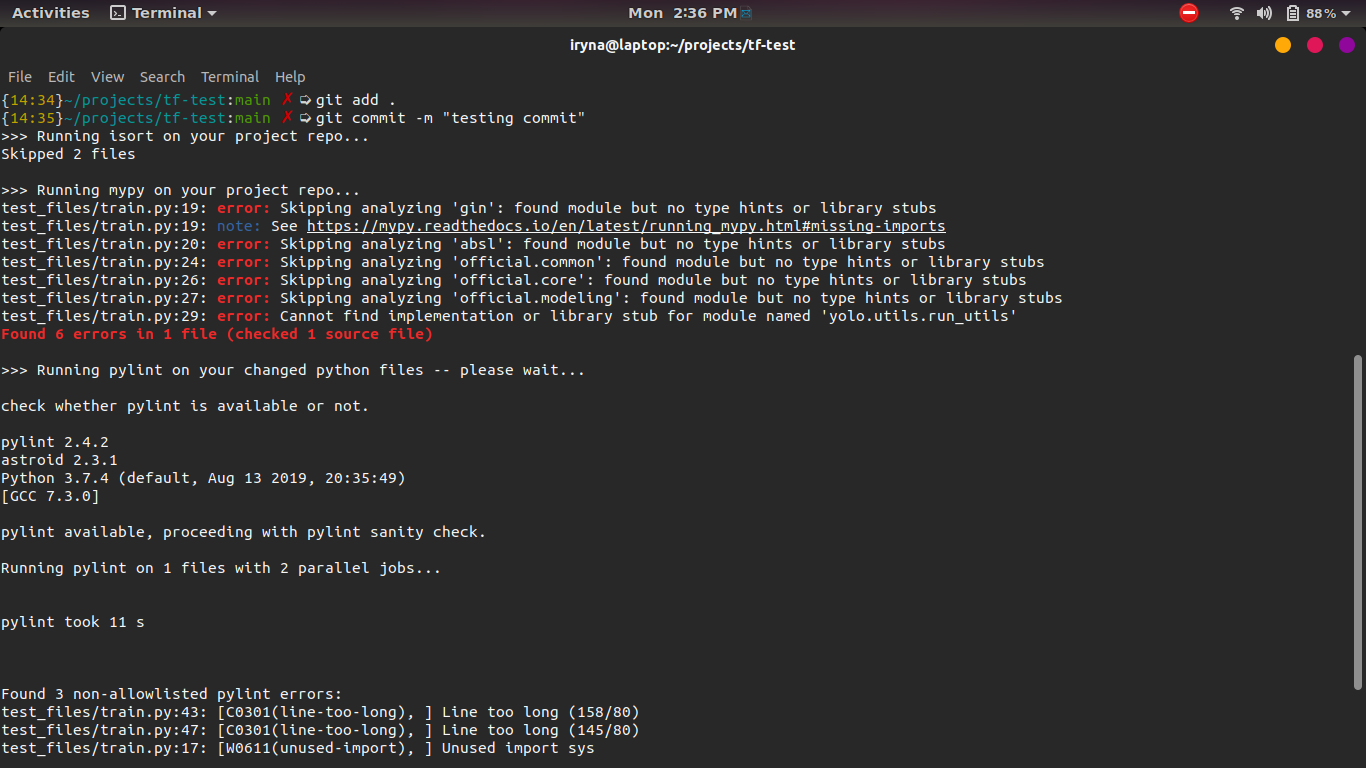 Activities Terminal Mon 2:36 PM 88%
iryna@laptop:~/projects/tf-test
File Edit View Search Terminal Help
{14:34}~/projects/tf-test:main ✗ ➭ git add .
{14:35}~/projects/tf-test:main ✗ ➭ git commit -m "testing commit"
>>> Running isort on your project repo...
Skipped 2 files
>>> Running mypy on your project repo...
test_files/train.py:19: error: Skipping analyzing 'gin': found module but no type hints or library stubs
test_files/train.py:19: note: See https://mypy.readthedocs.io/en/latest/running_mypy.html#missing-imports
test_files/train.py:20: error: Skipping analyzing 'absl': found module but no type hints or library stubs
test_files/train.py:24: error: Skipping analyzing 'official.common': found module but no type hints or library stubs
test_files/train.py:26: error: Skipping analyzing 'official.core': found module but no type hints or library stubs
test_files/train.py:27: error: Skipping analyzing 'official.modeling': found module but no type hints or library stubs
test_files/train.py:29: error: Cannot find implementation or library stub for module named 'yolo.utils.run_utils'
Found 6 errors in 1 file (checked 1 source file)
>>> Running pylint on your changed python files -- please wait...
check whether pylint is available or not.
pylint 2.4.2
astroid 2.3.1
Python 3.7.4 (default, Aug 13 2019, 20:35:49)
[GCC 7.3.0]
pylint available, proceeding with pylint sanity check.
Running pylint on 1 files with 2 parallel jobs...
pylint took 11 s
Found 3 non-allowlisted pylint errors:
test_files/train.py:43: [C0301(line-too-long), ] Line too long (158/80)
test_files/train.py:47: [C0301(line-too-long), ] Line too long (145/80)
test_files/train.py:17: [W0611(unused-import), ] Unused import sys